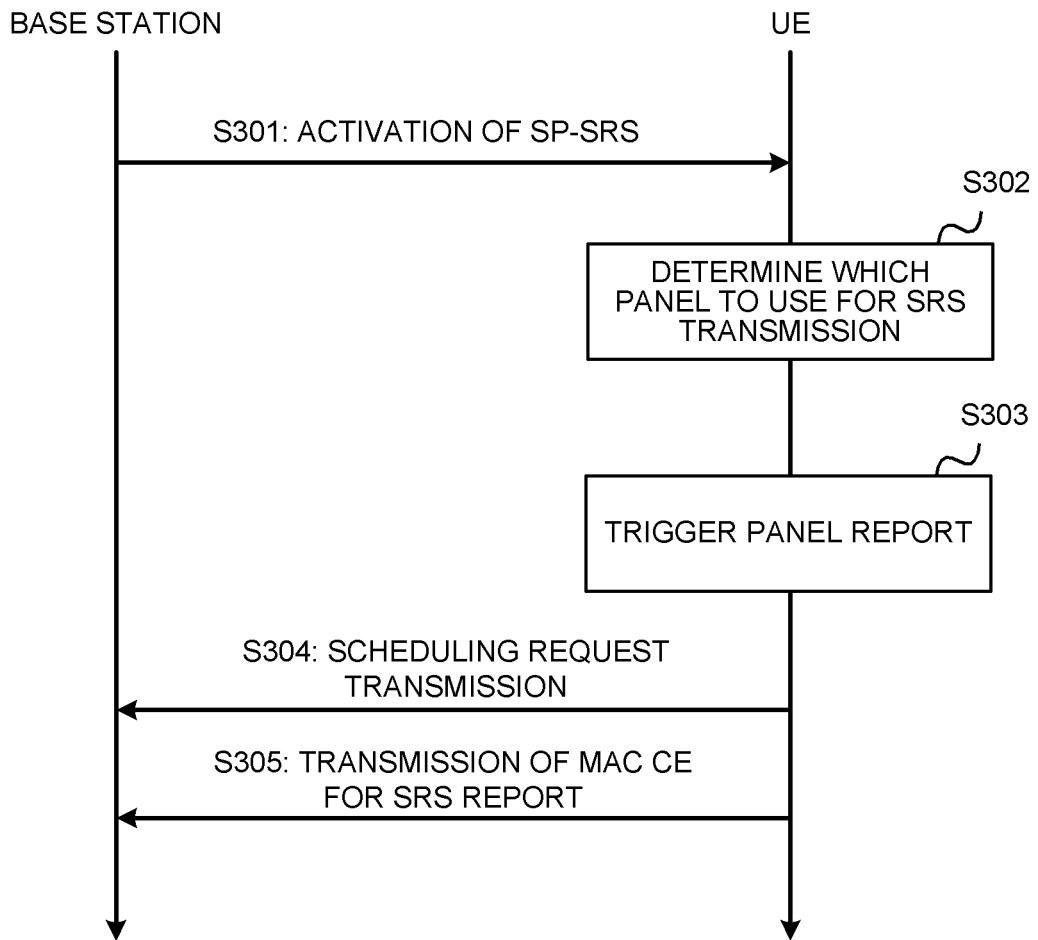 BASE STATION
UE
S301: ACTIVATION OF SP-SRS
S302
DETERMINE WHICH
PANEL TO USE FOR SRS
TRANSMISSION
S303
TRIGGER PANEL REPORT
S304: SCHEDULING REQUEST
TRANSMISSION
S305: TRANSMISSION OF MAC CE
FOR SRS REPORT